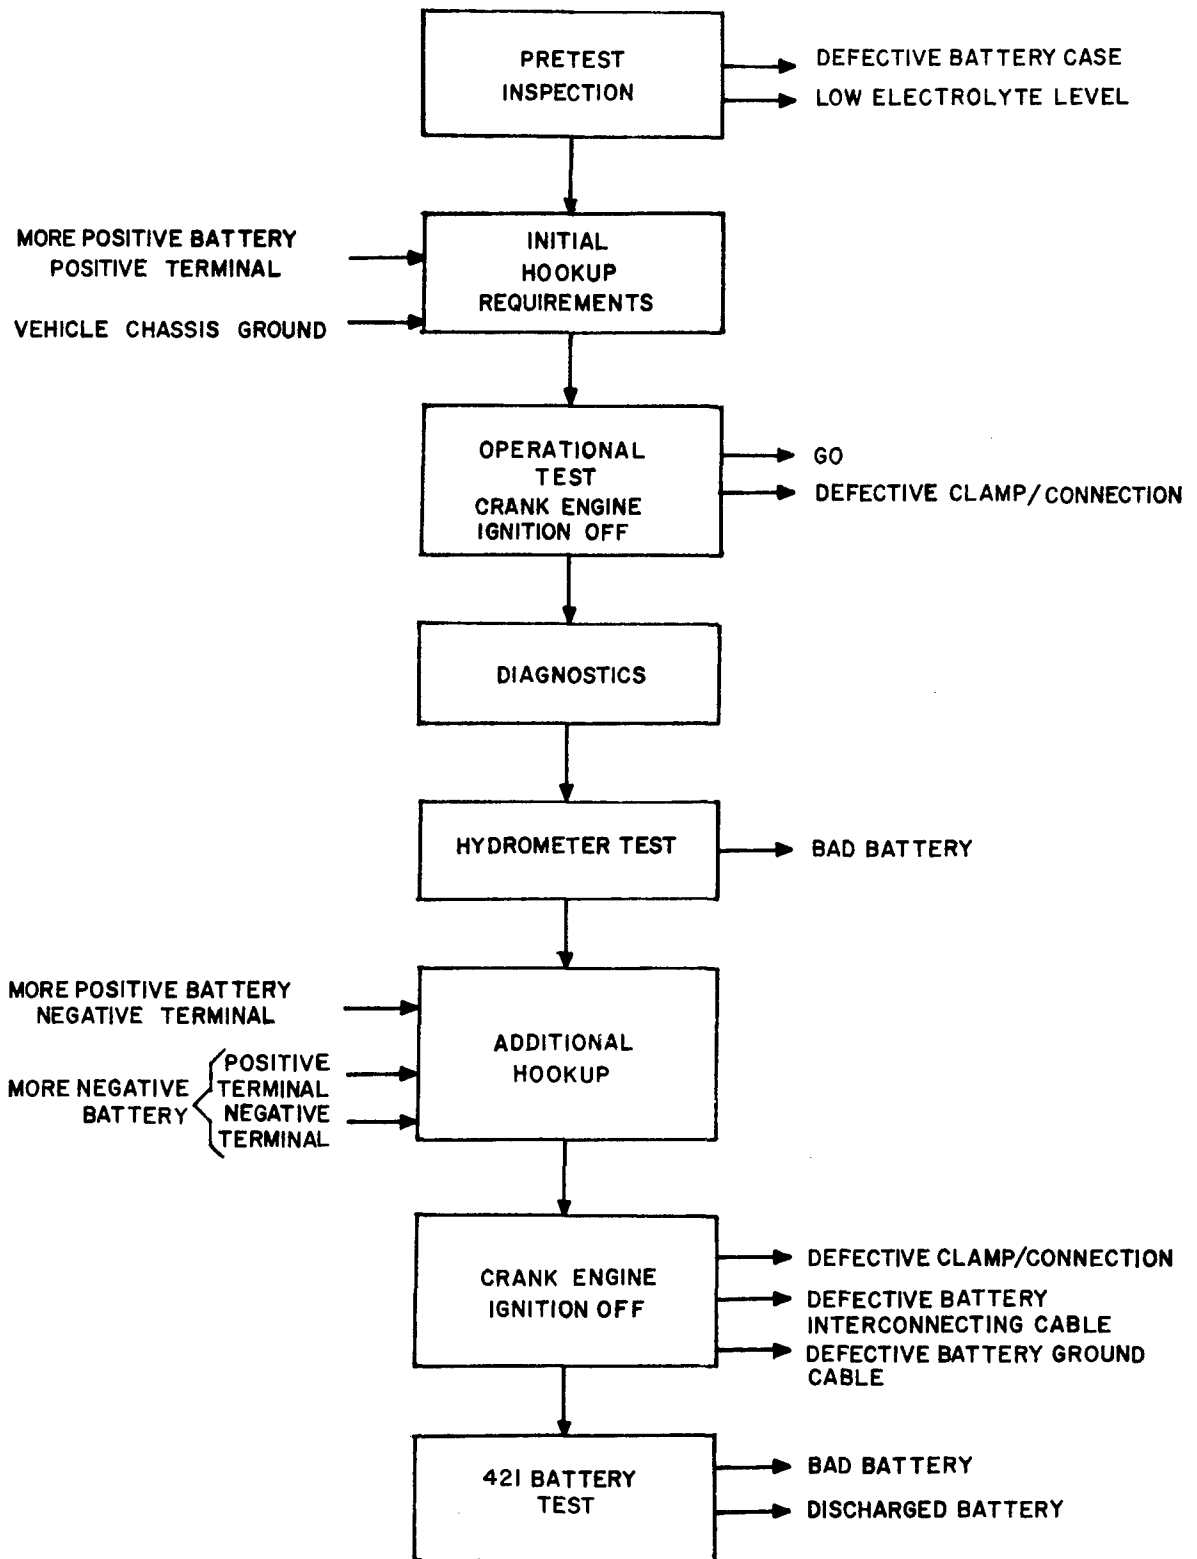 PRETEST
INSPECTION
DEFECTIVE BATTERY CASE
LOW ELECTROLYTE LEVEL
MORE POSITIVE BATTERY
POSITIVE TERMINAL
VEHICLE CHASSIS GROUND
INITIAL
HOOKUP
REQUIREMENTS
OPERATIONAL
TEST
CRANK ENGINE
IGNITION OFF
GO
DEFECTIVE CLAMP/CONNECTION
DIAGNOSTICS
HYDROMETER TEST
BAD BATTERY
MORE POSITIVE BATTERY
NEGATIVE TERMINAL
MORE NEGATIVE
BATTERY
POSITIVE
TERMINAL
NEGATIVE
TERMINAL
ADDITIONAL
HOOKUP
CRANK ENGINE
IGNITION OFF
DEFECTIVE CLAMP/CONNECTION
DEFECTIVE BATTERY
INTERCONNECTING CABLE
DEFECTIVE BATTERY GROUND
CABLE
421 BATTERY
TEST
BAD BATTERY
DISCHARGED BATTERY